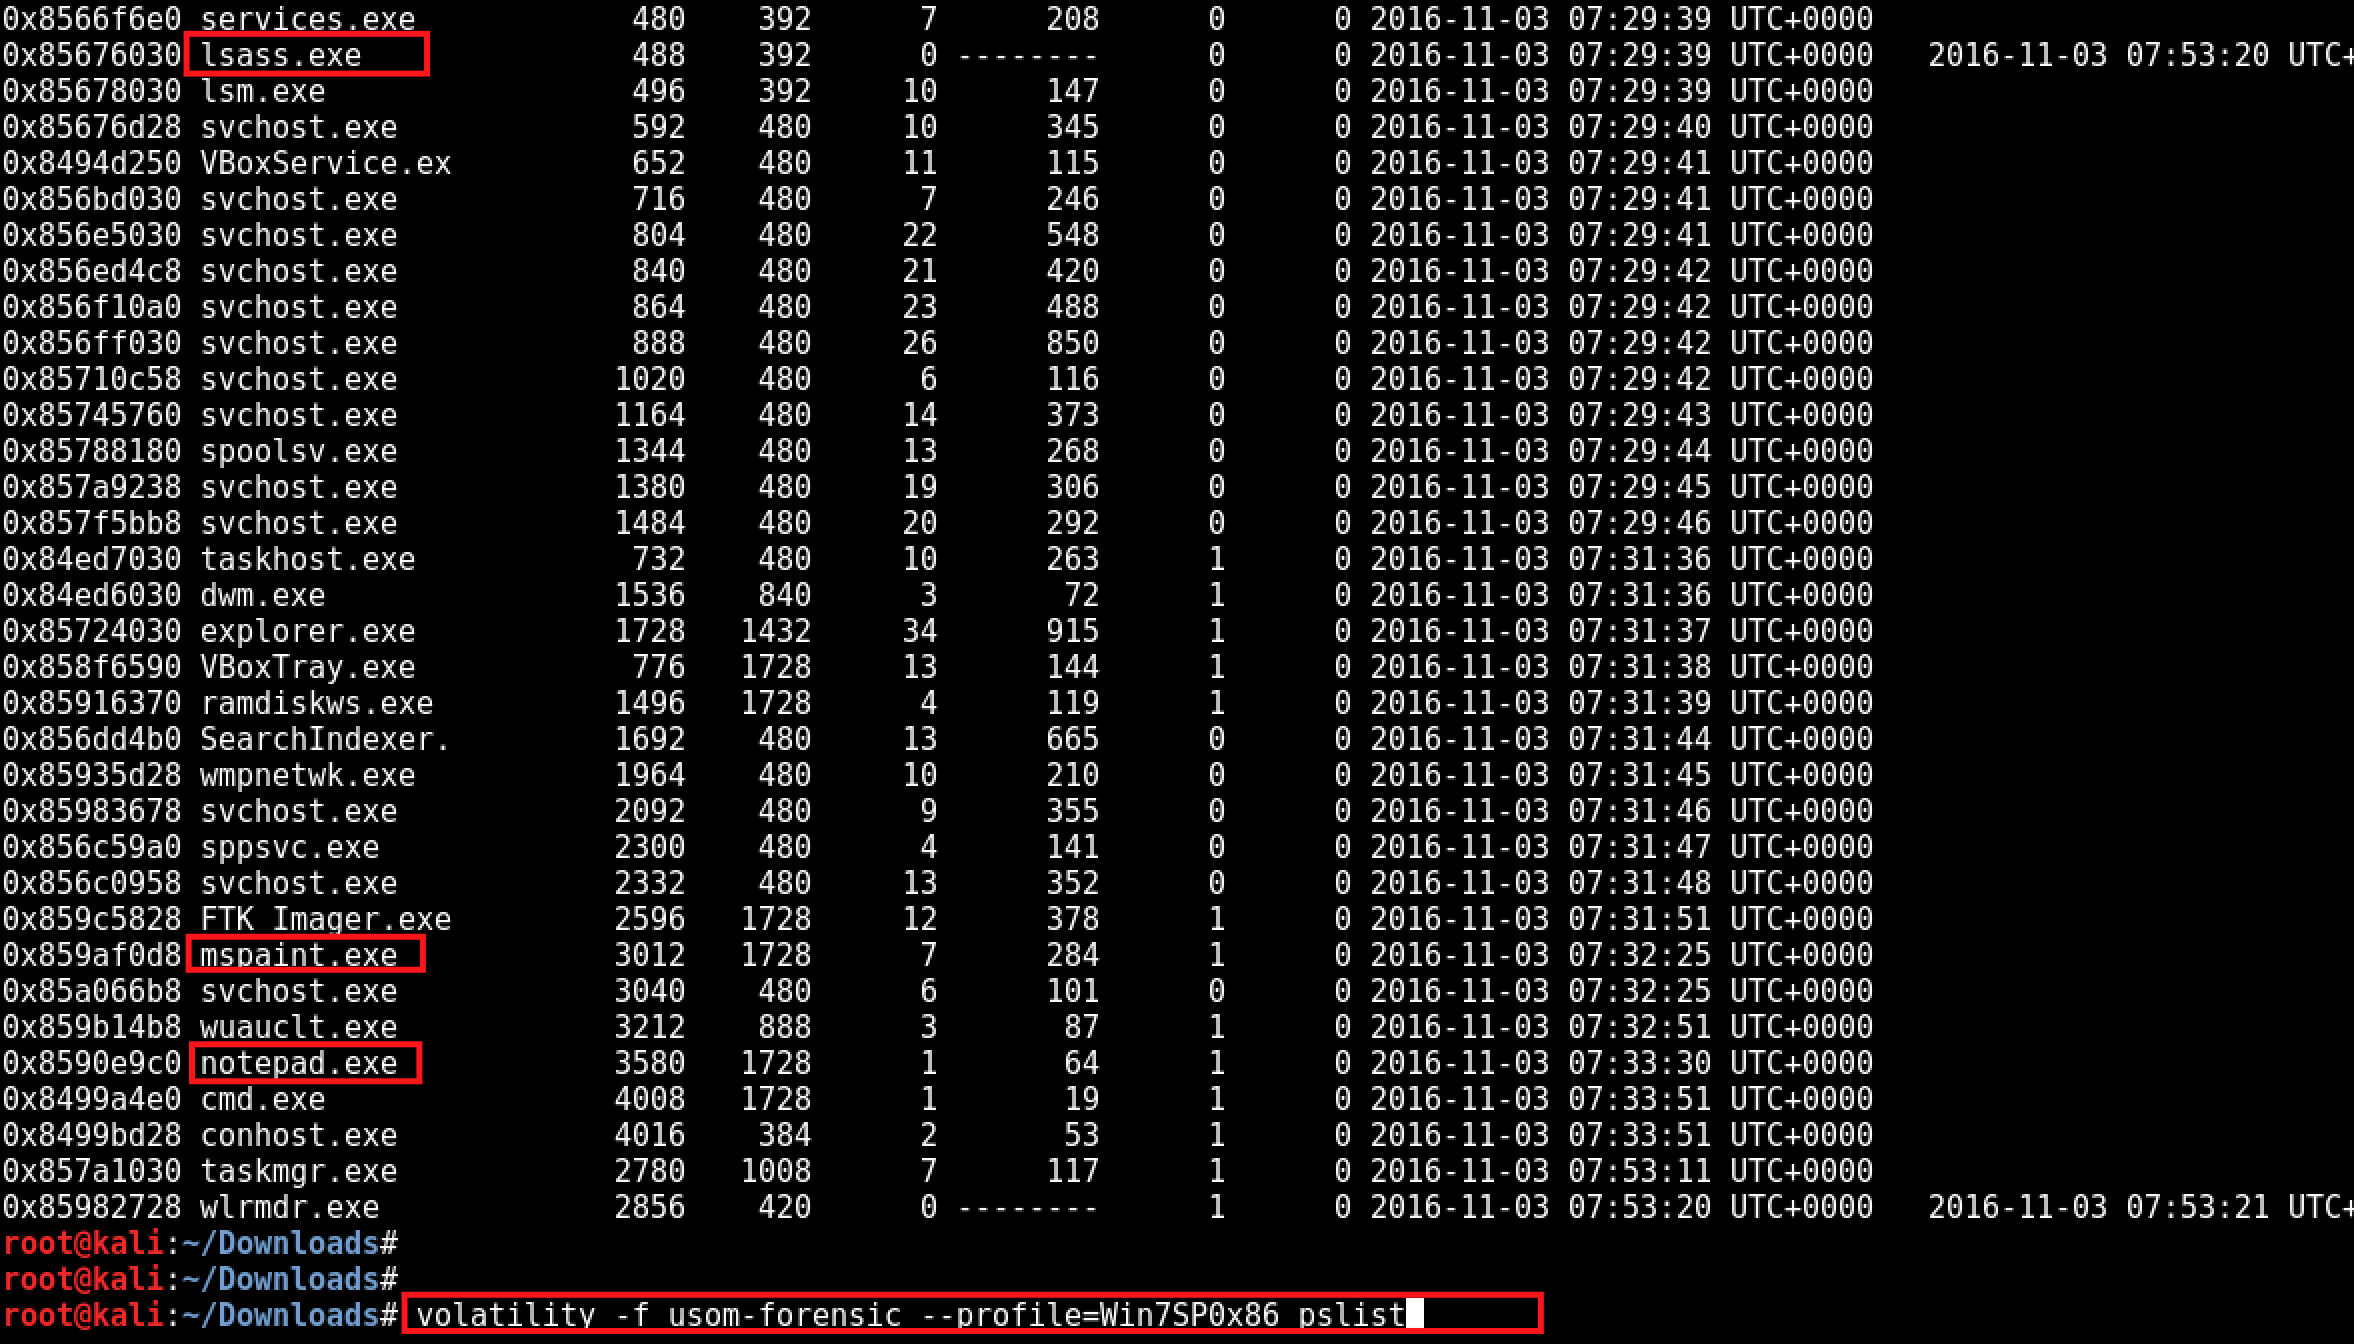 0x8566f6e0 services.exe 480 392 7 208 0 0 2016-11-03 07:29:39 UTC+0000
0x85676030 lsass.exe 488 392 0 -------- 0 0 2016-11-03 07:29:39 UTC+0000 2016-11-03 07:53:20 UTC+
0x85678030 lsm.exe 496 392 10 147 0 0 2016-11-03 07:29:39 UTC+0000
0x85676d28 svchost.exe 592 480 10 345 0 0 2016-11-03 07:29:40 UTC+0000
0x8494d250 VBoxService.ex 652 480 11 115 0 0 2016-11-03 07:29:41 UTC+0000
0x856bd030 svchost.exe 716 480 7 246 0 0 2016-11-03 07:29:41 UTC+0000
0x856e5030 svchost.exe 804 480 22 548 0 0 2016-11-03 07:29:41 UTC+0000
0x856ed4c8 svchost.exe 840 480 21 420 0 0 2016-11-03 07:29:42 UTC+0000
0x856f10a0 svchost.exe 864 480 23 488 0 0 2016-11-03 07:29:42 UTC+0000
0x856ff030 svchost.exe 888 480 26 850 0 0 2016-11-03 07:29:42 UTC+0000
0x85710c58 svchost.exe 1020 480 6 116 0 0 2016-11-03 07:29:42 UTC+0000
0x85745760 svchost.exe 1164 480 14 373 0 0 2016-11-03 07:29:43 UTC+0000
0x85788180 spoolsv.exe 1344 480 13 268 0 0 2016-11-03 07:29:44 UTC+0000
0x857a9238 svchost.exe 1380 480 19 306 0 0 2016-11-03 07:29:45 UTC+0000
0x857f5bb8 svchost.exe 1484 480 20 292 0 0 2016-11-03 07:29:46 UTC+0000
0x84ed7030 taskhost.exe 732 480 10 263 1 0 2016-11-03 07:31:36 UTC+0000
0x84ed6030 dwm.exe 1536 840 3 72 1 0 2016-11-03 07:31:36 UTC+0000
0x85724030 explorer.exe 1728 1432 34 915 1 0 2016-11-03 07:31:37 UTC+0000
0x858f6590 VBoxTray.exe 776 1728 13 144 1 0 2016-11-03 07:31:38 UTC+0000
0x85916370 ramdiskws.exe 1496 1728 4 119 1 0 2016-11-03 07:31:39 UTC+0000
0x856dd4b0 SearchIndexer. 1692 480 13 665 0 0 2016-11-03 07:31:44 UTC+0000
0x85935d28 wmpnetwk.exe 1964 480 10 210 0 0 2016-11-03 07:31:45 UTC+0000
0x85983678 svchost.exe 2092 480 9 355 0 0 2016-11-03 07:31:46 UTC+0000
0x856c59a0 sppsvc.exe 2300 480 4 141 0 0 2016-11-03 07:31:47 UTC+0000
0x856c0958 svchost.exe 2332 480 13 352 0 0 2016-11-03 07:31:48 UTC+0000
0x859c5828 FTK Imager.exe 2596 1728 12 378 1 0 2016-11-03 07:31:51 UTC+0000
0x859af0d8 mspaint.exe 3012 1728 7 284 1 0 2016-11-03 07:32:25 UTC+0000
0x85a066b8 svchost.exe 3040 480 6 101 0 0 2016-11-03 07:32:25 UTC+0000
0x859b14b8 wuauclt.exe 3212 888 3 87 1 0 2016-11-03 07:32:51 UTC+0000
0x8590e9c0 notepad.exe 3580 1728 1 64 1 0 2016-11-03 07:33:30 UTC+0000
0x8499a4e0 cmd.exe 4008 1728 1 19 1 0 2016-11-03 07:33:51 UTC+0000
0x8499bd28 conhost.exe 4016 384 2 53 1 0 2016-11-03 07:33:51 UTC+0000
0x857a1030 taskmgr.exe 2780 1008 7 117 1 0 2016-11-03 07:53:11 UTC+0000
0x85982728 wlrmdr.exe 2856 420 0 -------- 1 0 2016-11-03 07:53:20 UTC+0000 2016-11-03 07:53:21 UTC+
root@kali:~/Downloads#
root@kali:~/Downloads#
root@kali:~/Downloads# volatility -f usom-forensic --profile=Win7SP0x86 pslist